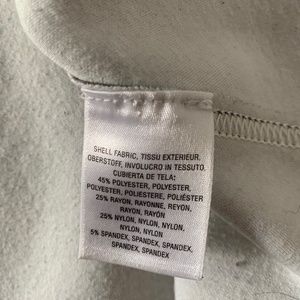 SHELL FABRIC, TISSU EXTERIEUR,
OBERSTOFF, INVOLUCRO IN TESSUTO,
CUBIERTA DE TELA:
45% POLYESTER, POLYESTER,
POLYESTER, POLIESTERE, POLIÉSTER
25% RAYON, RAYONNE, REYON,
RAYON, RAYÓN
25% NYLON, NYLON, NYLON,
NYLON, NYLON
5% SPANDEX, SPANDEX, SPANDEX,
SPANDEX, SPANDEX